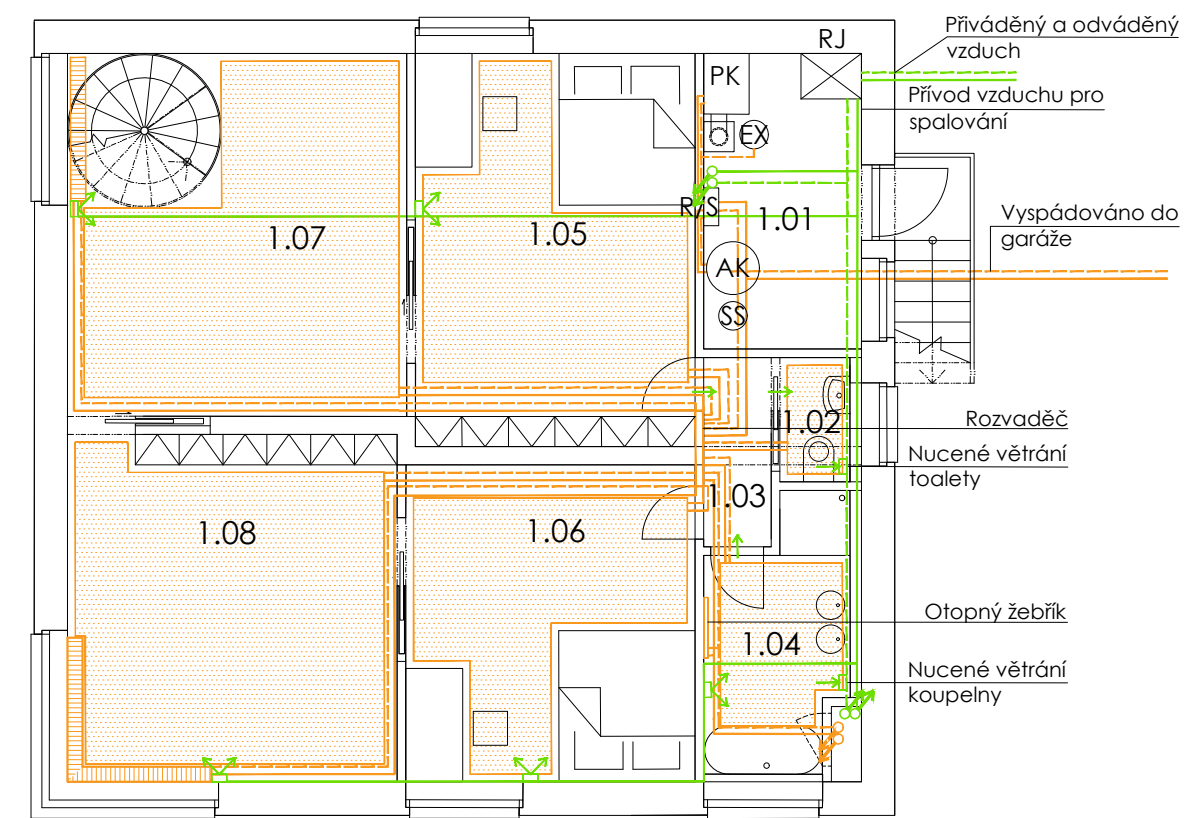 Přiváděný a odváděný
vzduch
RJ
PK
Přívod vzduchu pro
spalování
EX
R/S
1.01
Vyspádováno do
garáže
1.07
1.05
AK
SS
1.02
Rozvaděč
Nucené větrání
toalety
1.03
1.08
1.06
Otopný žebřík
1.04
Nucené větrání
koupelny